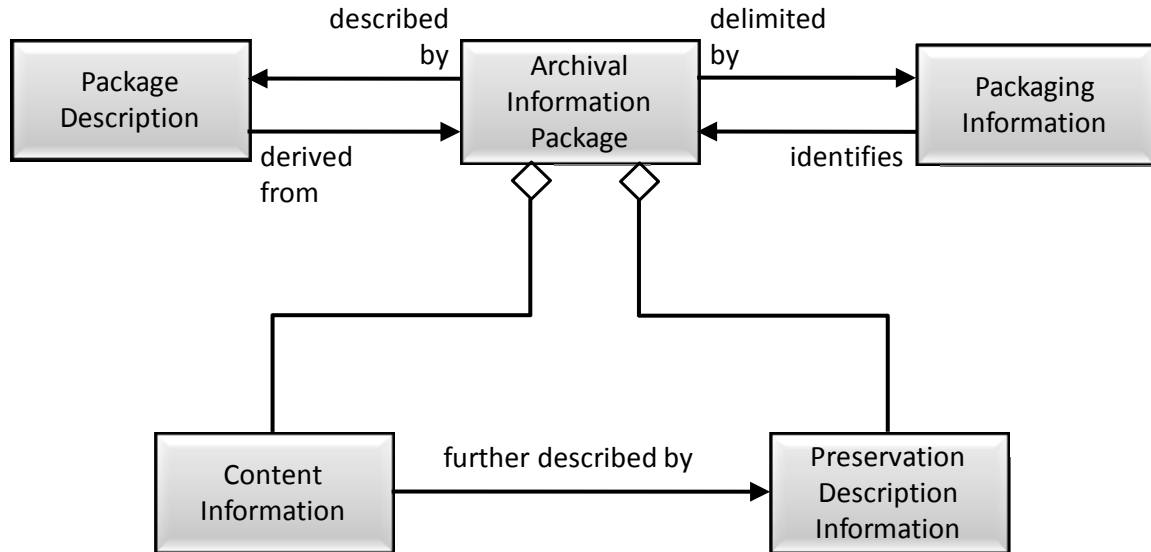 described
by
delimited
by
Package
Description
Archival
Information
Package
Packaging
Information
derived
from
identifies
Content
Information
further described by
Preservation
Description
Information